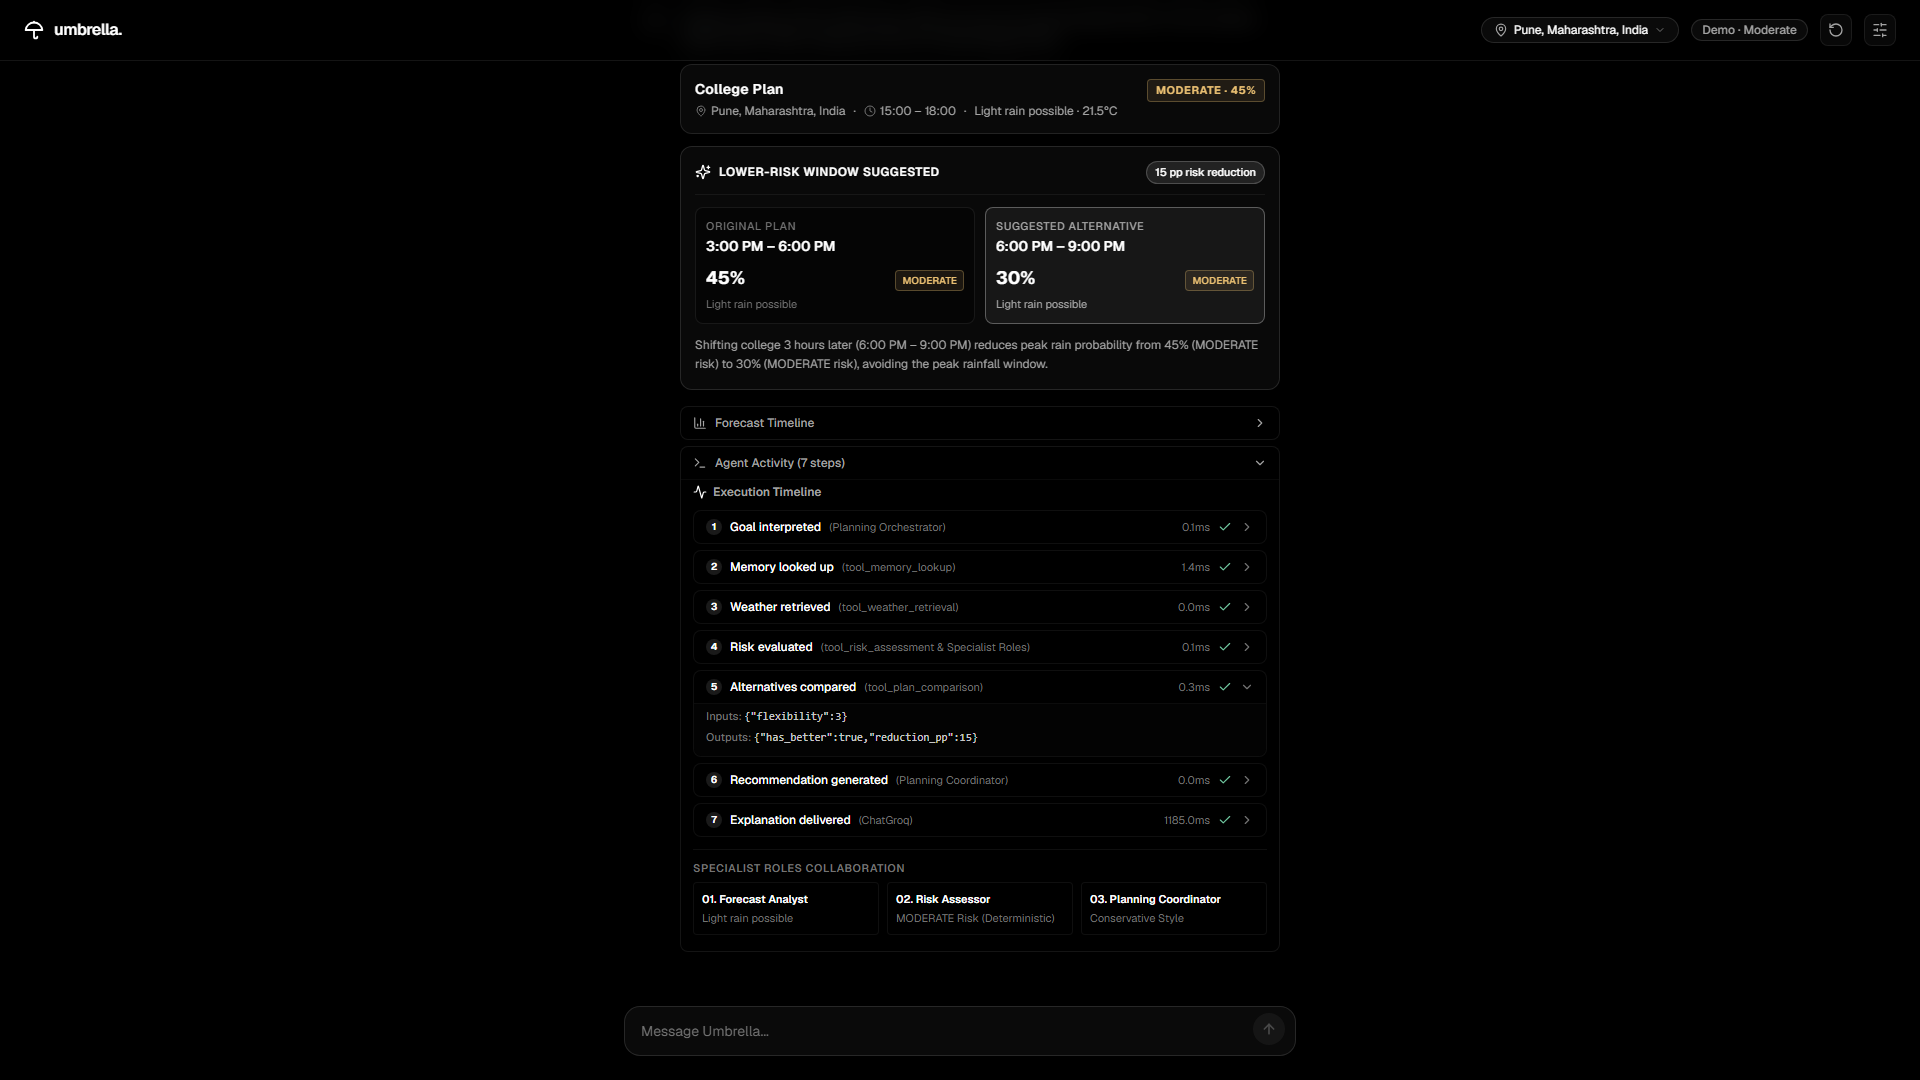 umbrella.
Pune, Maharashtra, India
Demo · Moderate
College Plan
MODERATE · 45%
Pune, Maharashtra, India · 15:00 – 18:00 · Light rain possible · 21.5°C
LOWER-RISK WINDOW SUGGESTED
15 pp risk reduction
ORIGINAL PLAN
3:00 PM – 6:00 PM
45%
MODERATE
Light rain possible
SUGGESTED ALTERNATIVE
6:00 PM – 9:00 PM
30%
MODERATE
Light rain possible
Shifting college 3 hours later (6:00 PM – 9:00 PM) reduces peak rain probability from 45% (MODERATE
risk) to 30% (MODERATE risk), avoiding the peak rainfall window.
Forecast Timeline
Agent Activity (7 steps)
Execution Timeline
1 Goal interpreted (Planning Orchestrator) 0.1ms
2 Memory looked up (tool_memory_lookup) 1.4ms
3 Weather retrieved (tool_weather_retrieval) 0.0ms
4 Risk evaluated (tool_risk_assessment & Specialist Roles) 0.1ms
5 Alternatives compared (tool_plan_comparison) 0.3ms
Inputs: {"flexibility":3}
Outputs: {"has_better":true,"reduction_pp":15}
6 Recommendation generated (Planning Coordinator) 0.0ms
7 Explanation delivered (ChatGroq) 1185.0ms
SPECIALIST ROLES COLLABORATION
01. Forecast Analyst
Light rain possible
02. Risk Assessor
MODERATE Risk (Deterministic)
03. Planning Coordinator
Conservative Style
Message Umbrella...